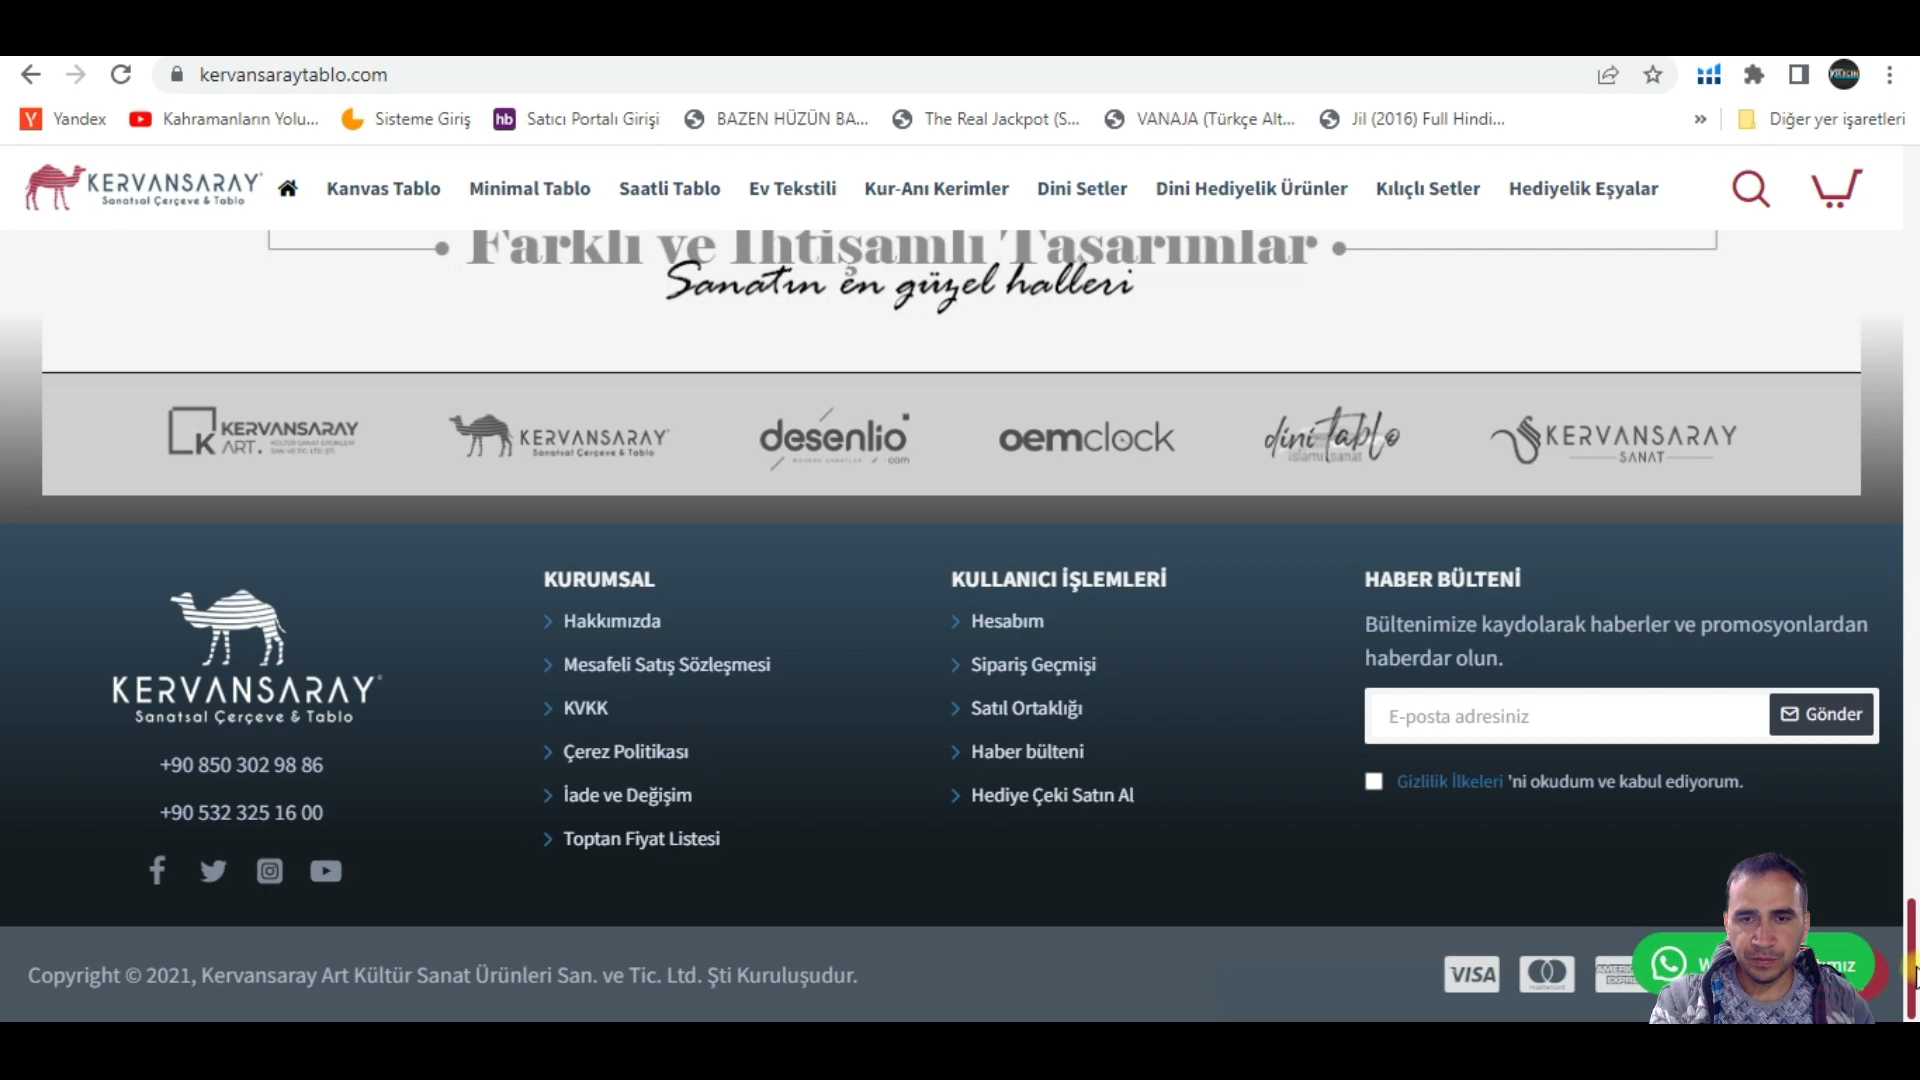 kervansaraytablo.com
Yandex Kahramanların Yolu... Sisteme Giriş hb Satıcı Portalı Girişi BAZEN HÜZÜN BA... The Real Jackpot (S... VANAJA (Türkçe Alt... Jil (2016) Full Hindi... » Diğer yer işaretleri
KERVANSARAY
Sanatsal Çerçeve & Tablo
Kanvas Tablo Minimal Tablo Saatli Tablo Ev Tekstili Kur-Anı Kerimler Dini Setler Dini Hediyelik Ürünler Kılıçlı Setler Hediyelik Eşyalar
Farklı ve İhtişamlı Tasarımlar
Sanatın en güzel halleri
K KERVANSARAY
ART.
KERVANSARAY
Sanatsal Çerçeve & Tablo
desenlio
.com
oemclock
dini tablo
islami sanat
KERVANSARAY
SANAT
KERVANSARAY
Sanatsal Çerçeve & Tablo
+90 850 302 98 86
+90 532 325 16 00
KURUMSAL
Hakkımızda
Mesafeli Satış Sözleşmesi
KVKK
Çerez Politikası
İade ve Değişim
Toptan Fiyat Listesi
KULLANICI İŞLEMLERİ
Hesabım
Sipariş Geçmişi
Satıl Ortaklığı
Haber bülteni
Hediye Çeki Satın Al
HABER BÜLTENİ
Bültenimize kaydolarak haberler ve promosyonlardan
haberdar olun.
E-posta adresiniz Gönder
Gizlilik İlkeleri 'ni okudum ve kabul ediyorum.
Copyright © 2021, Kervansaray Art Kültür Sanat Ürünleri San. ve Tic. Ltd. Şti Kuruluşudur.
VISA mastercard